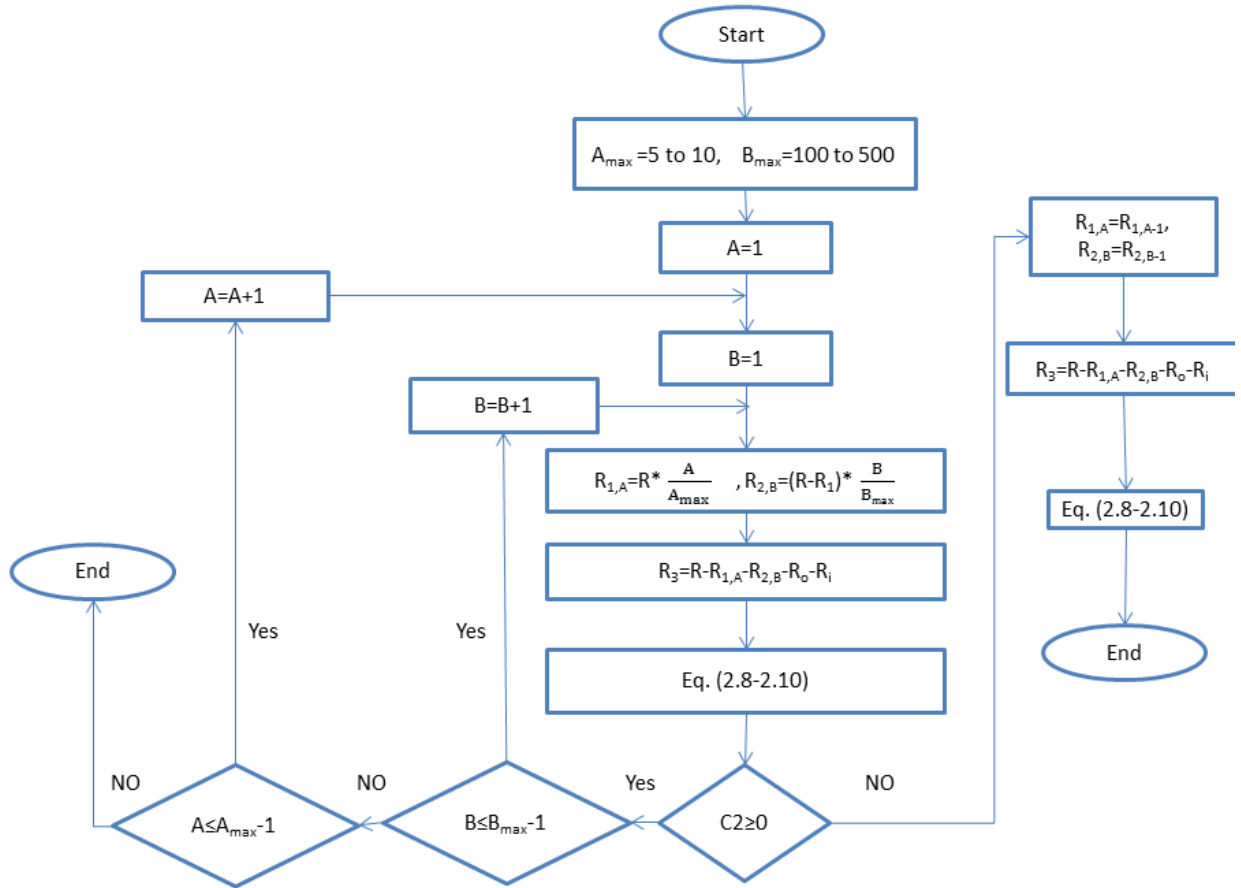 Start
Amax =5 to 10, Bmax=100 to 500
A=1
A=A+1
B=1
B=B+1
R1,A=R* A/Amax , R2,B=(R-R1)* B/Bmax
R3=R-R1,A-R2,B-Ro-Ri
Eq. (2.8-2.10)
C2≥0
Yes
NO
B≤Bmax-1
Yes
NO
A≤Amax-1
Yes
NO
End
R1,A=R1,A-1,
R2,B=R2,B-1
R3=R-R1,A-R2,B-Ro-Ri
Eq. (2.8-2.10)
End